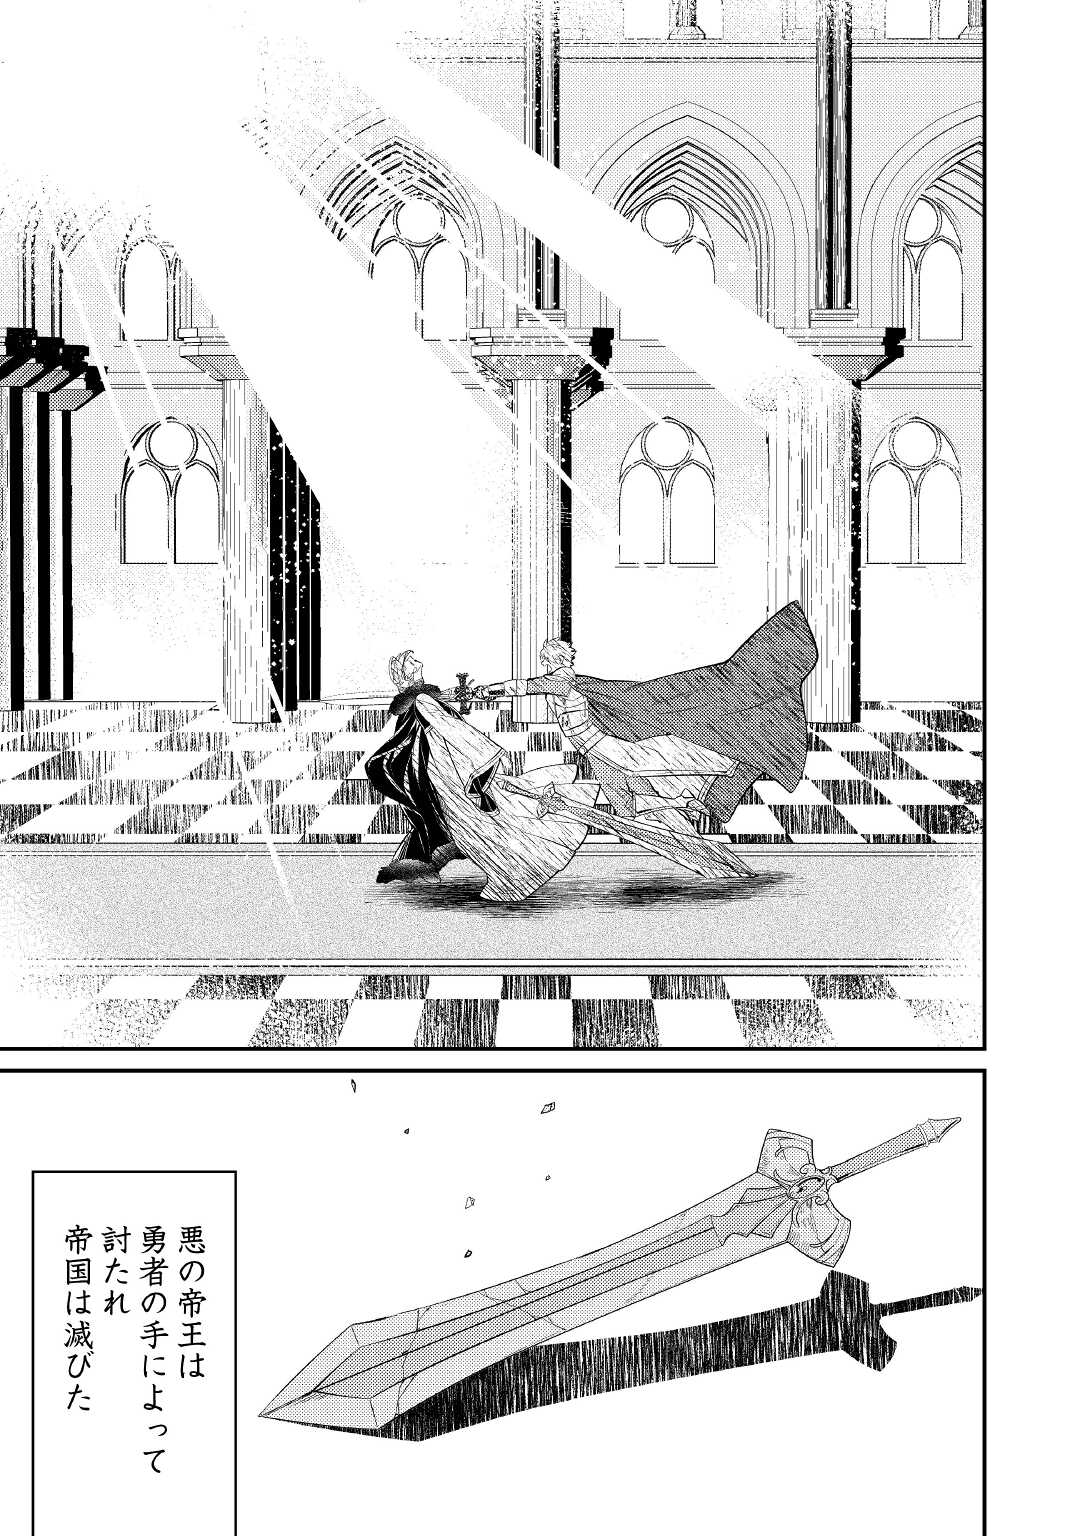 悪の帝王は
勇者の手によって
討たれ
帝国は滅びた